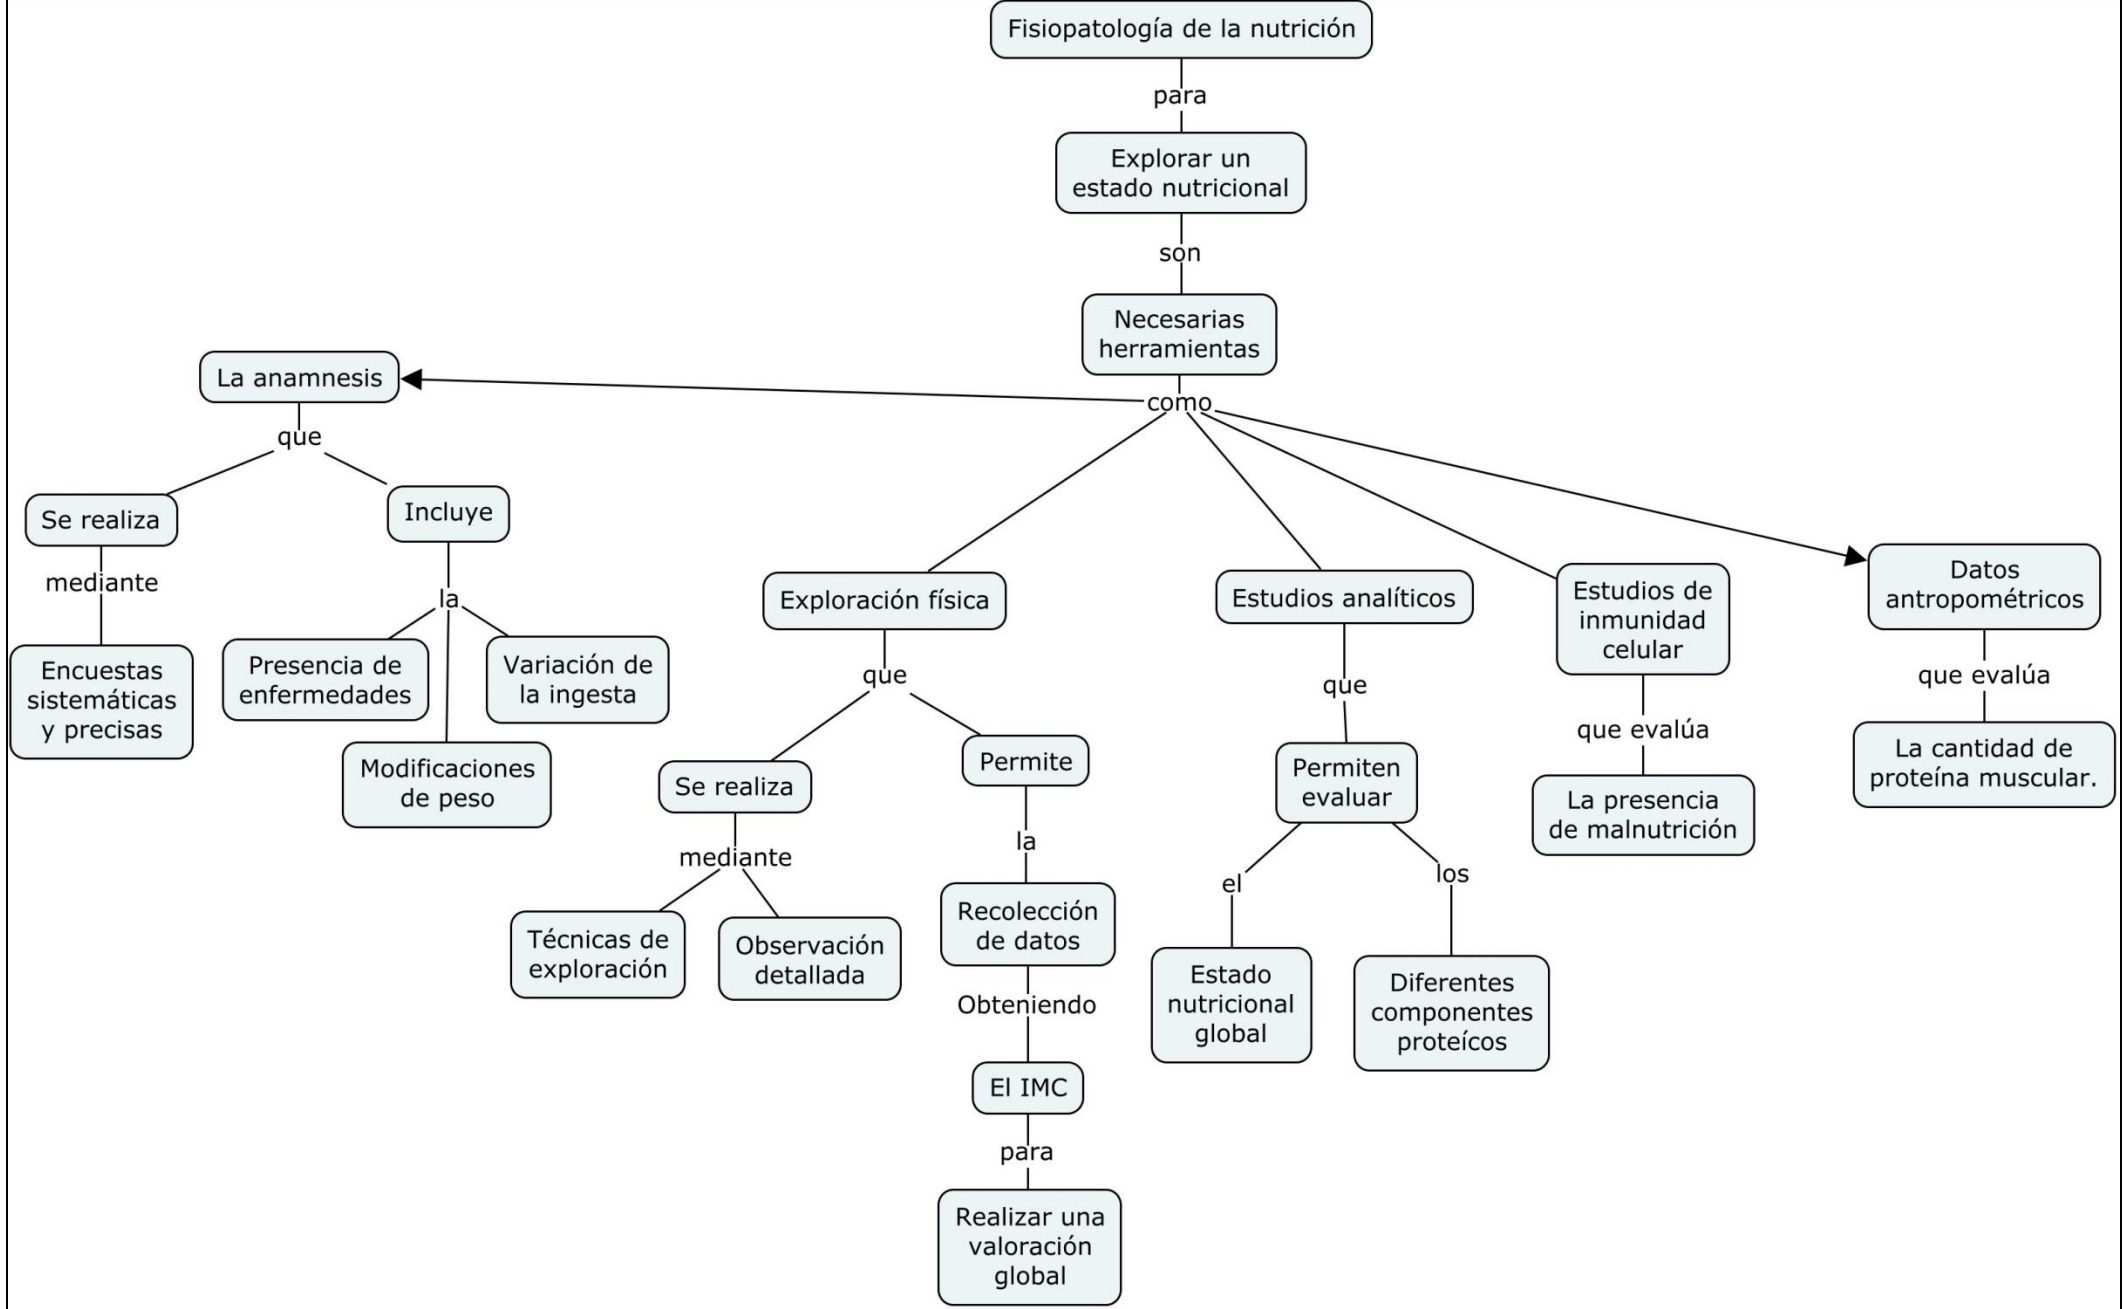 Fisiopatología de la nutrición
para
Explorar un
estado nutricional
son
Necesarias
herramientas
como
La anamnesis
que
Se realiza
mediante
Encuestas
sistemáticas
y precisas
Incluye
la
Presencia de
enfermedades
Modificaciones
de peso
Variación de
la ingesta
Exploración física
que
Se realiza
mediante
Técnicas de
exploración
Observación
detallada
Permite
la
Recolección
de datos
Obteniendo
El IMC
para
Realizar una
valoración
global
Estudios analíticos
que
Permiten
evaluar
el
Estado
nutricional
global
los
Diferentes
componentes
proteícos
Estudios de
inmunidad
celular
que evalúa
La presencia
de malnutrición
Datos
antropométricos
que evalúa
La cantidad de
proteína muscular.